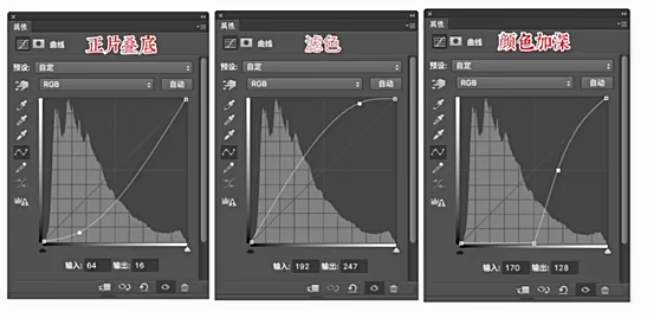 属性
曲线
正片叠底
预设: 自定
RGB
自动
输入: 64 输出: 16
属性
曲线
滤色
预设: 自定
RGB
自动
输入: 192 输出: 247
属性
曲线
颜色加深
预设: 自定
RGB
自动
输入: 170 输出: 128